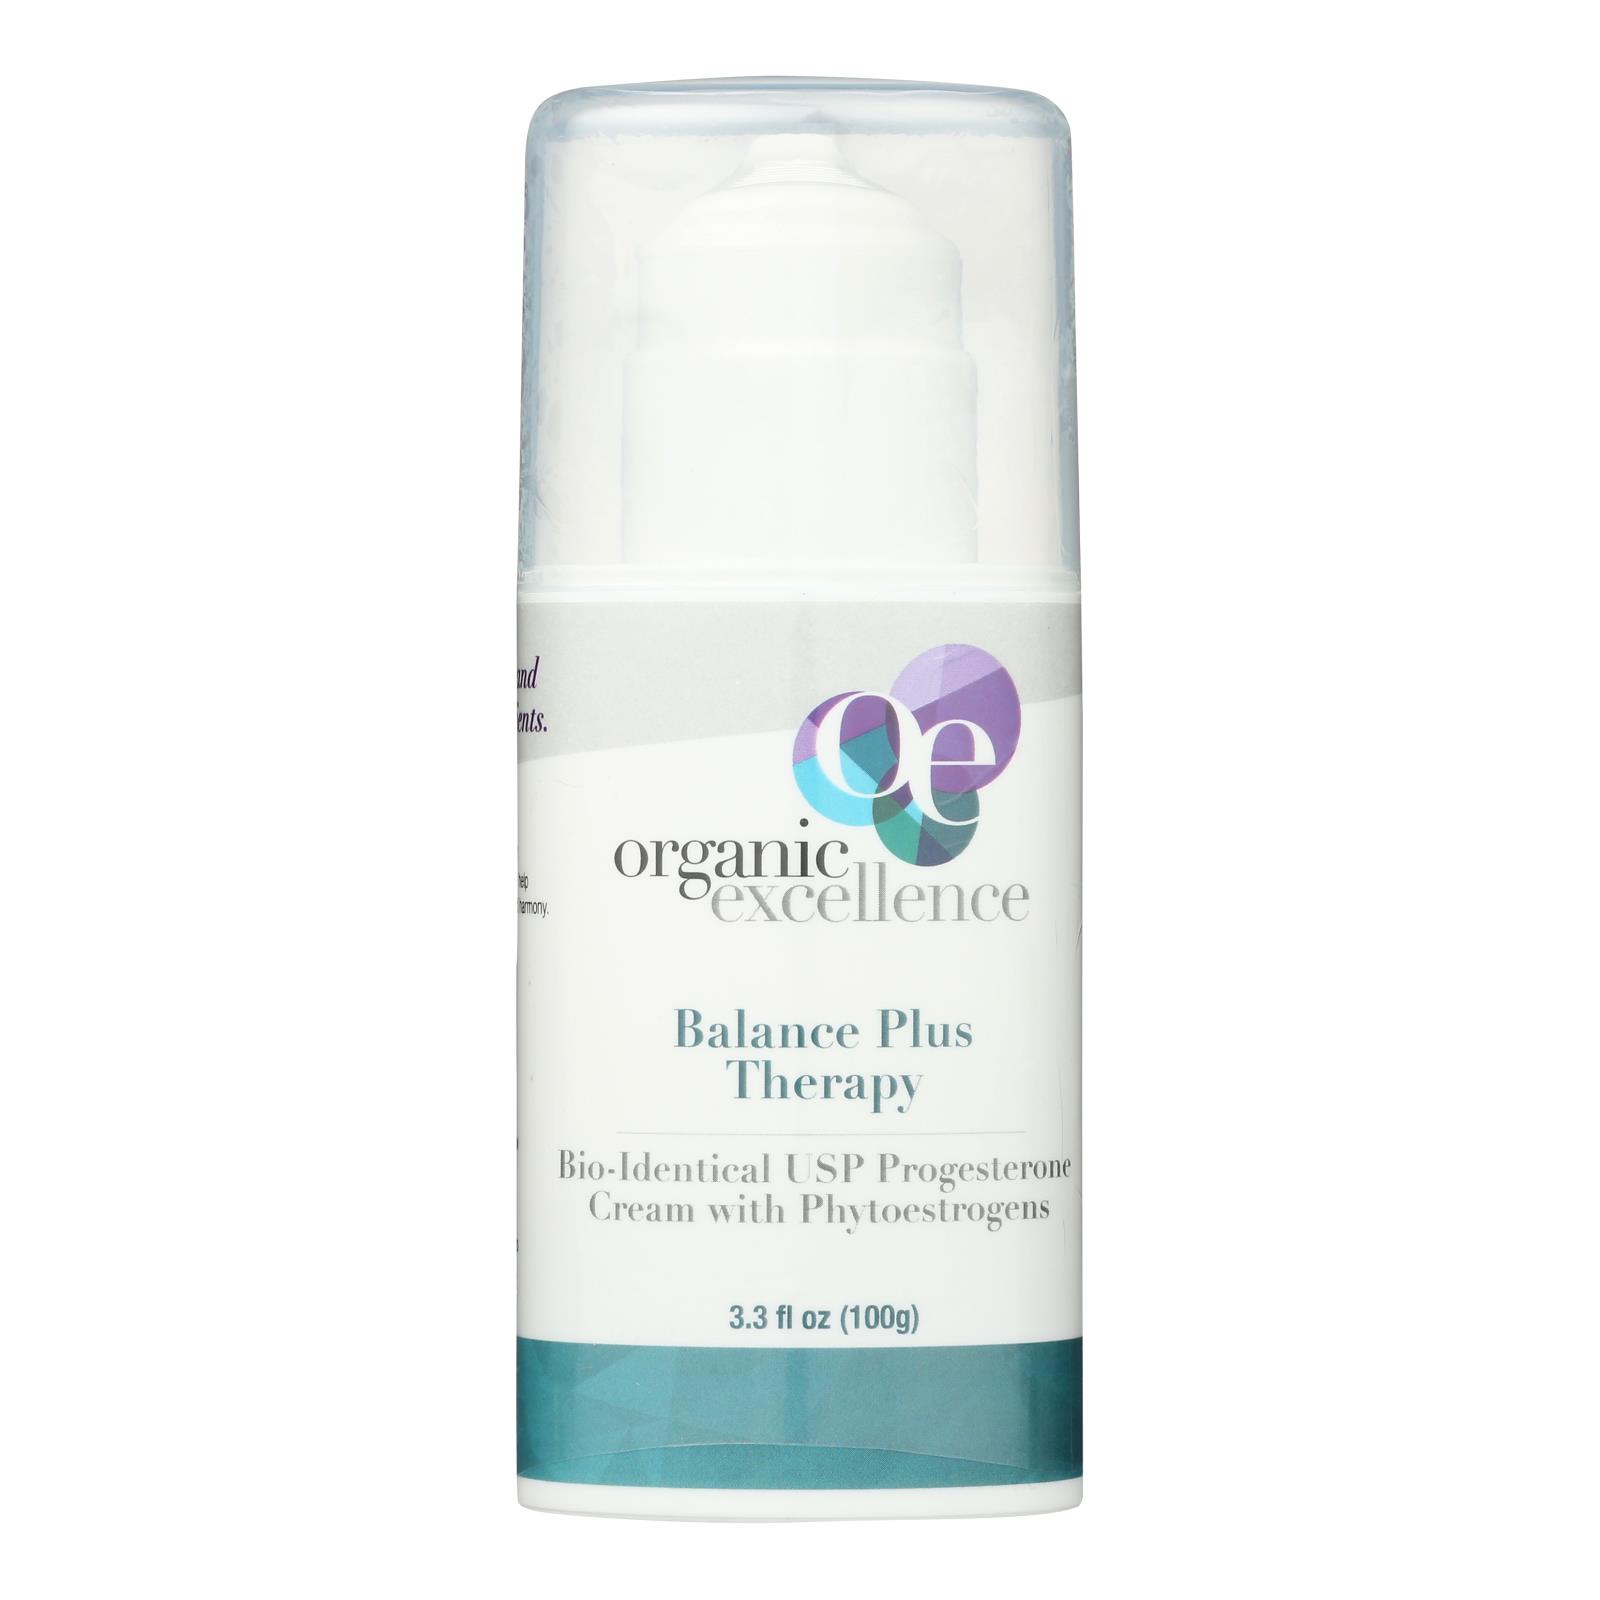 and
ents.
oe
organic
excellence
help
harmony.
Balance Plus
Therapy
Bio-Identical USP Progesterone
Cream with Phytoestrogens
3.3 fl oz (100g)